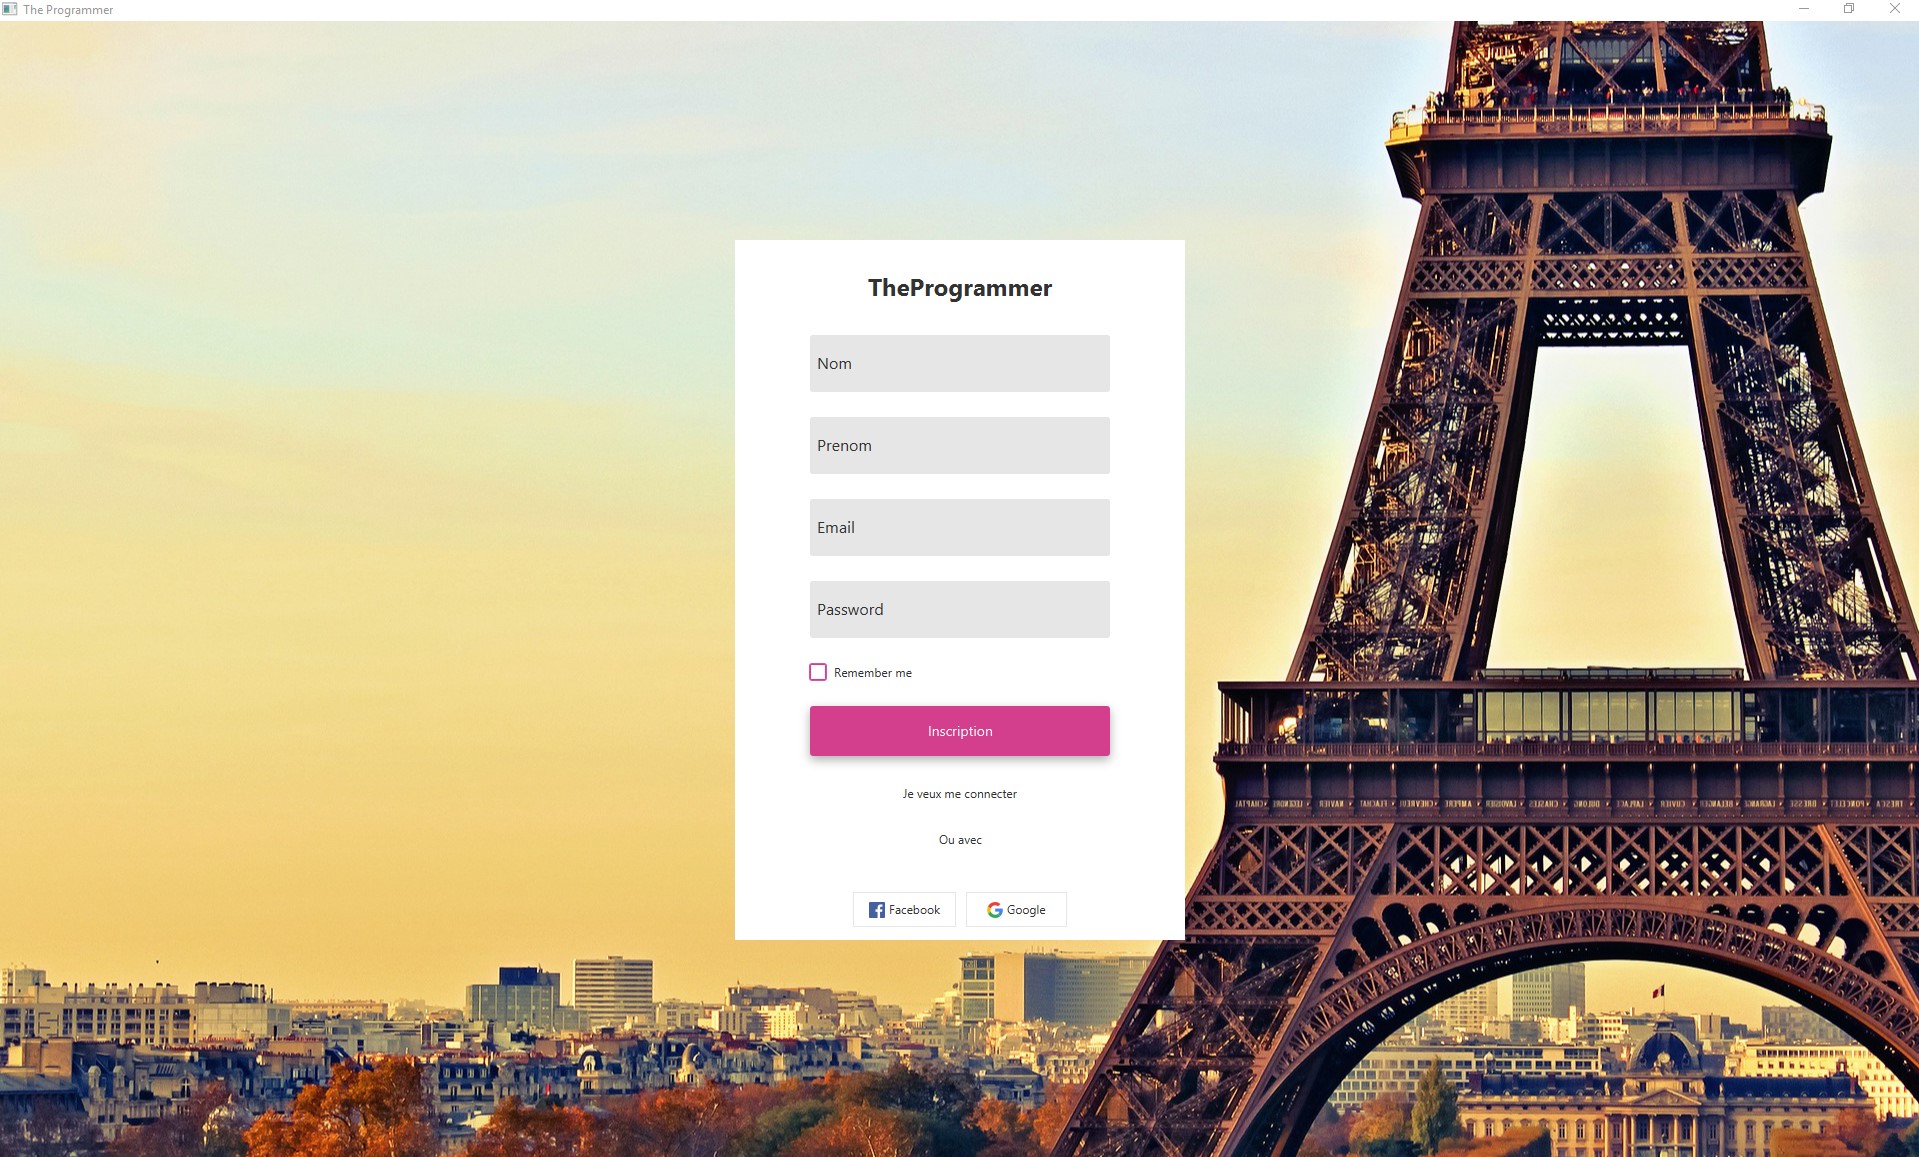 The Programmer
TheProgrammer
Nom
Prenom
Email
Password
Remember me
Inscription
Je veux me connecter
Ou avec
Facebook
Google